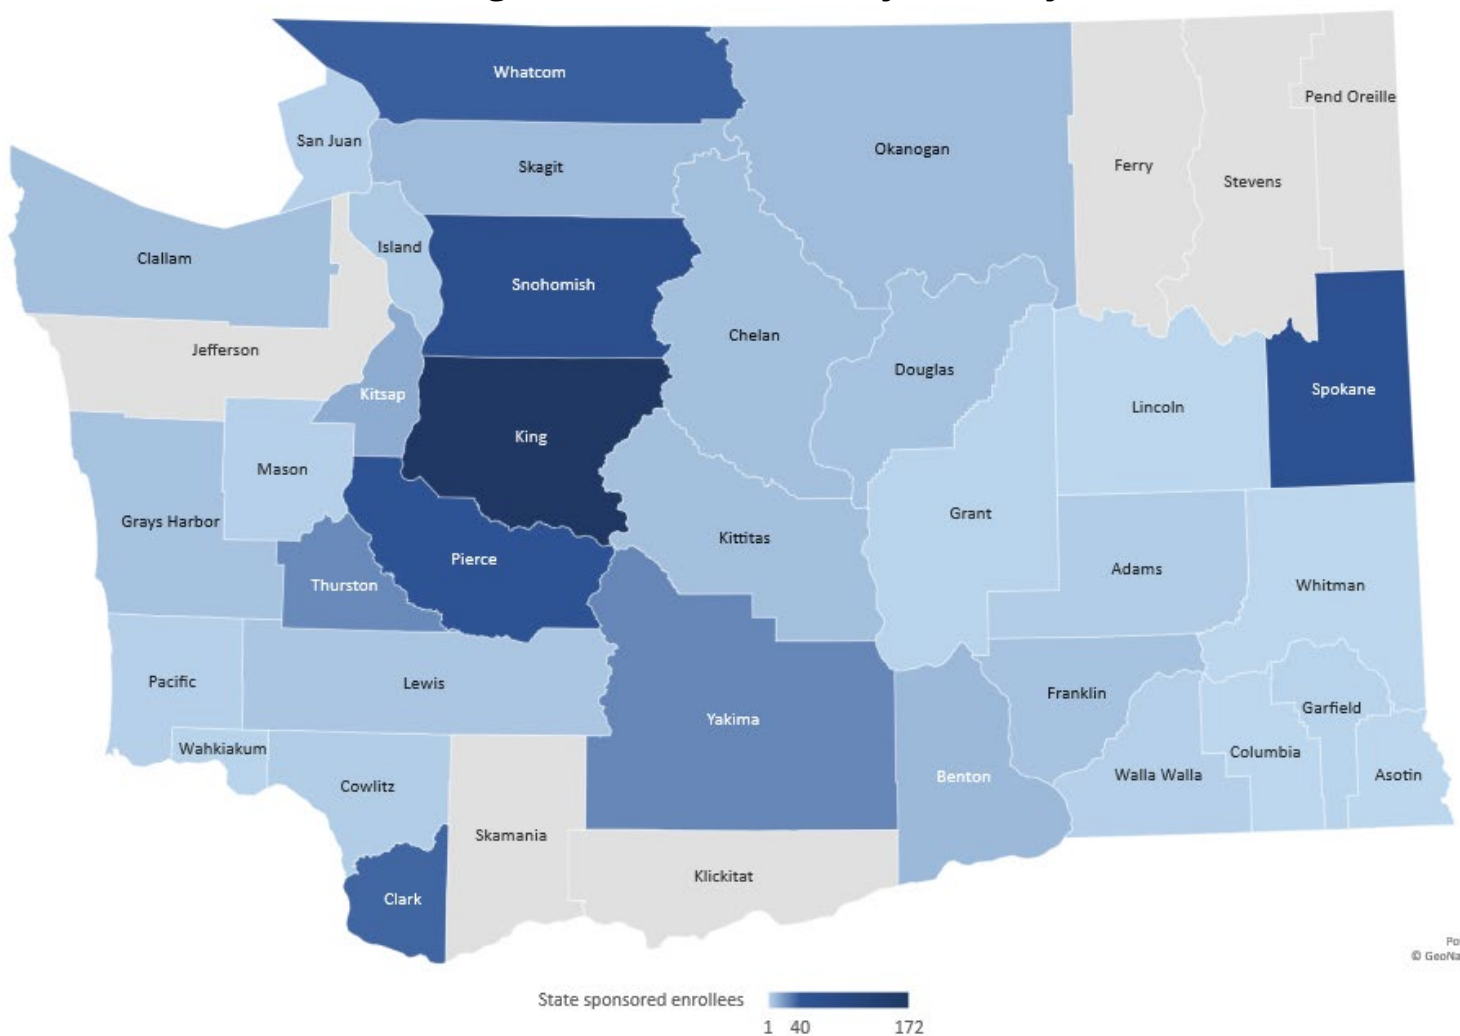 Whatcom
Pend Oreille
San Juan
Okanogan
Skagit
Ferry
Stevens
Island
Clallam
Snohomish
Chelan
Jefferson
Douglas
Kitsap
Spokane
Lincoln
King
Mason
Grant
Grays Harbor
Kittitas
Pierce
Adams
Thurston
Whitman
Pacific
Lewis
Franklin
Garfield
Yakima
Wahkiakum
Columbia
Benton
Walla Walla
Asotin
Cowlitz
Skamania
Klickitat
Clark
State sponsored enrollees
1 40 172